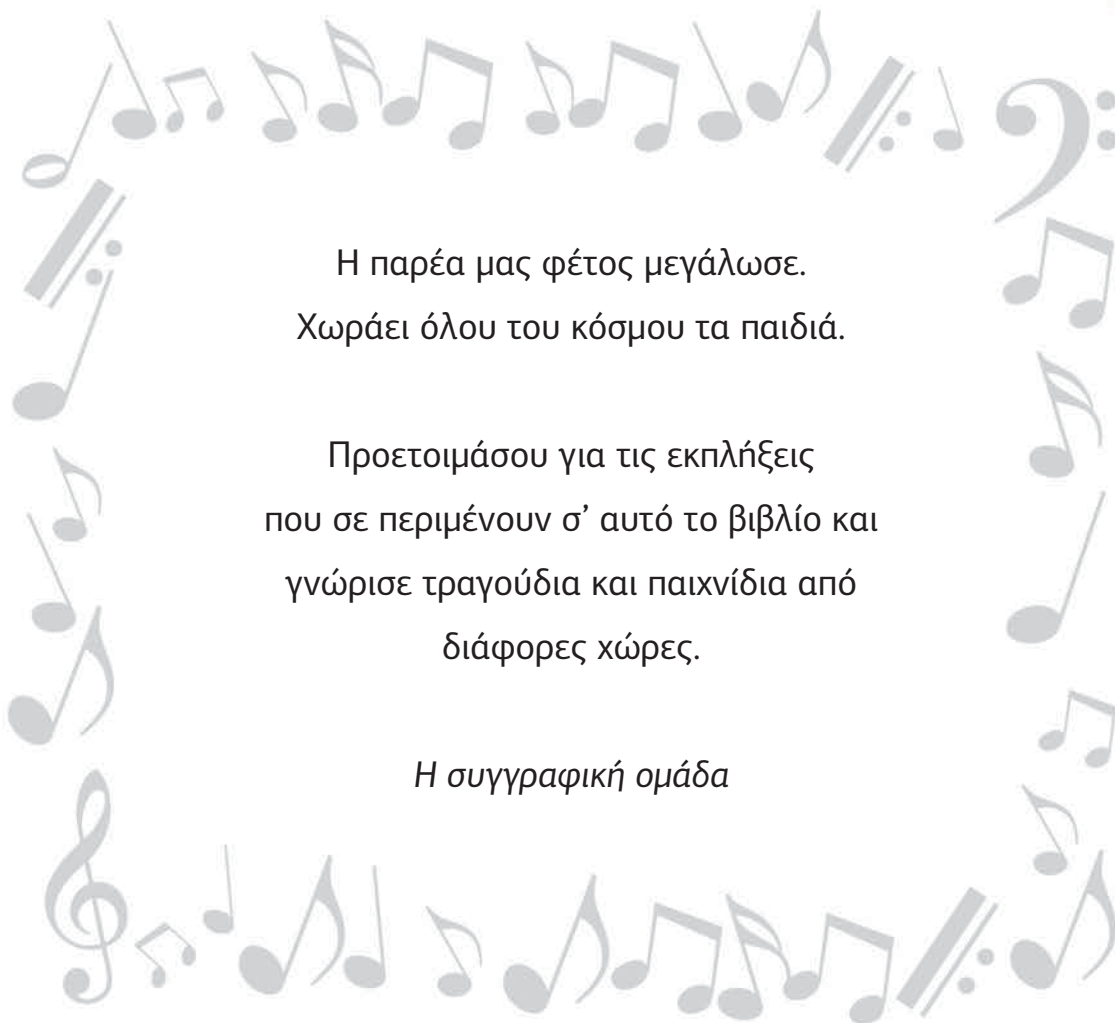 Η παρέα μας φέτος μεγάλωσε.
Χωράει όλου του κόσμου τα παιδιά.
Προετοιμάσου για τις εκπλήξεις
που σε περιμένουν σ’ αυτό το βιβλίο και
γνώρισε τραγούδια και παιχνίδια από
διάφορες χώρες.
Η συγγραφική ομάδα